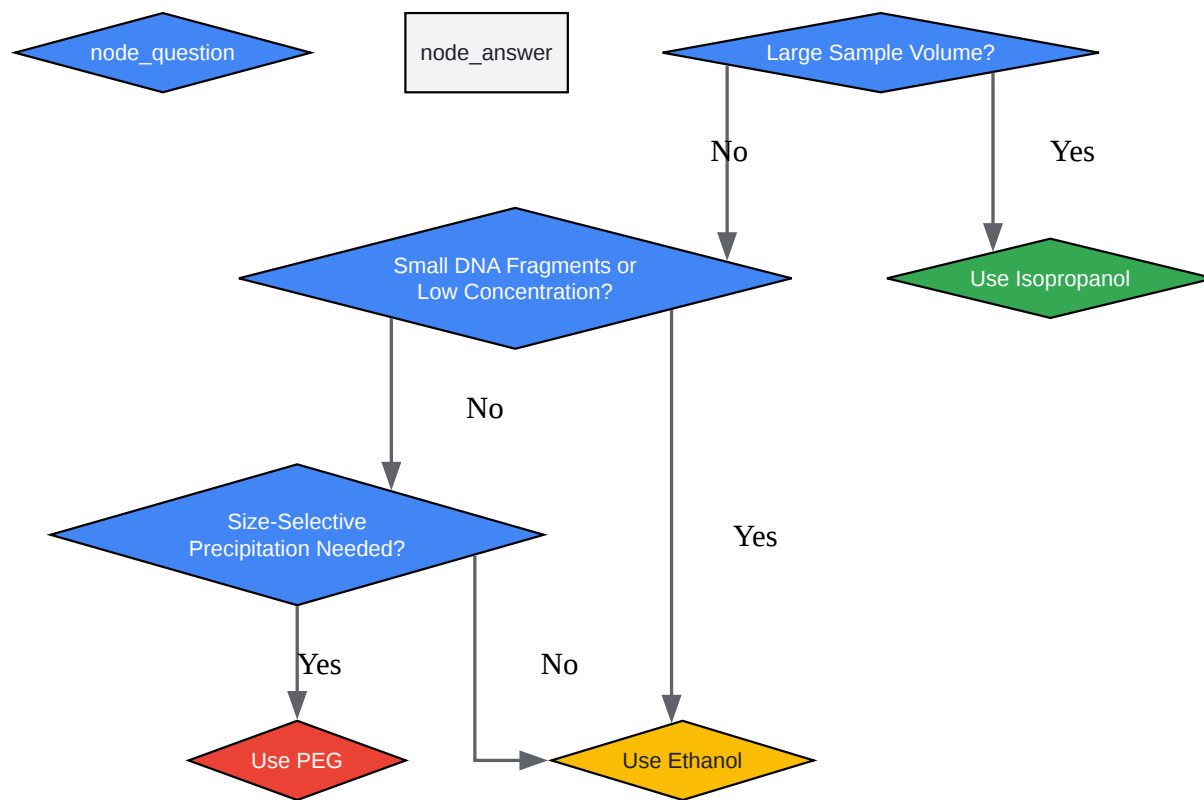 node_question
node_answer
Large Sample Volume?
No
Yes
Small DNA Fragments or
Low Concentration?
Use Isopropanol
No
Size-Selective
Precipitation Needed?
Yes
Yes
No
Use PEG
Use Ethanol